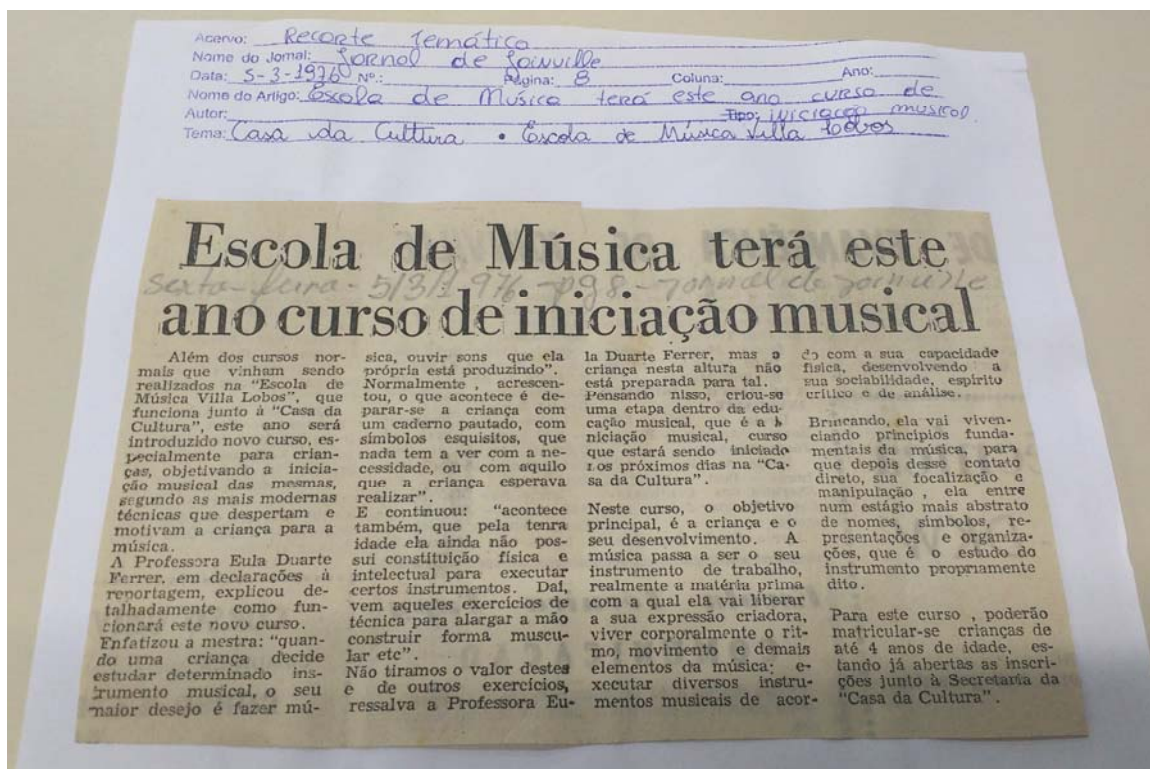 Acervo: Recorte Temático
Nome do Jornal: Jornal de Joinville
Data: 5-3-1976 Nº.: Página: 8 Coluna: Ano:
Nome do Artigo: Escola de Música terá este ano curso de
Autor: Tipo: iniciação musical
Tema: Casa da Cultura • Escola de Música Villa Lobos
Escola de Música terá este
sexta-feira - 5/3/1976 - pg 8 - Jornal de Joinville
ano curso de iniciação musical
Além dos cursos nor-
mais que vinham sendo
realizados na “Escola de
Música Villa Lobos”, que
funciona junto à “Casa da
Cultura”, este ano será
introduzido novo curso, es-
pecialmente para crian-
ças, objetivando a inicia-
ção musical das mesmas,
segundo as mais modernas
técnicas que despertam e
motivam a criança para a
música.
A Professora Eula Duarte
Ferrer, em declarações à
reportagem, explicou de-
talhadamente como fun-
cionará este novo curso.
Enfatizou a mestra: “quan-
do uma criança decide
estudar determinado ins-
trumento musical, o seu
maior desejo é fazer mú-
sica, ouvir sons que ela
própria está produzindo”.
Normalmente , acrescen-
tou, o que acontece é de-
parar-se a criança com
um caderno pautado, com
símbolos esquisitos, que
nada tem a ver com a ne-
cessidade, ou com aquilo
que a criança esperava
realizar”.
E continuou: “acontece
também, que pela tenra
idade ela ainda não pos-
sui constituição física e
intelectual para executar
certos instrumentos. Daí,
vem aqueles exercícios de
técnica para alargar a mão
construir forma muscu-
lar etc”.
Não tiramos o valor destes
e de outros exercícios,
ressalva a Professora Eu-
la Duarte Ferrer, mas a
criança nesta altura não
está preparada para tal.
Pensando nisso, criou-se
uma etapa dentro da edu-
cação musical, que é a I-
niciação musical, curso
que estará sendo iniciado
nos próximos dias na “Ca-
sa da Cultura”.
Neste curso, o objetivo
principal, é a criança e o
seu desenvolvimento. A
música passa a ser o seu
instrumento de trabalho,
realmente a matéria prima
com a qual ela vai liberar
a sua expressão criadora,
viver corporalmente o rit-
mo, movimento e demais
elementos da música; e-
xecutar diversos instru-
mentos musicais de acor-
do com a sua capacidade
física, desenvolvendo a
sua sociabilidade, espírito
crítico e de análise.
Brincando, ela vai viven-
ciando princípios funda-
mentais da música, para
que depois desse contato
direto, sua focalização e
manipulação , ela entre
num estágio mais abstrato
de nomes, símbolos, re-
presentações e organiza-
ções, que é o estudo do
instrumento propriamente
dito.
Para este curso , poderão
matricular-se crianças de
até 4 anos de idade, es-
tando já abertas as inscri-
ções junto à Secretaria da
“Casa da Cultura”.